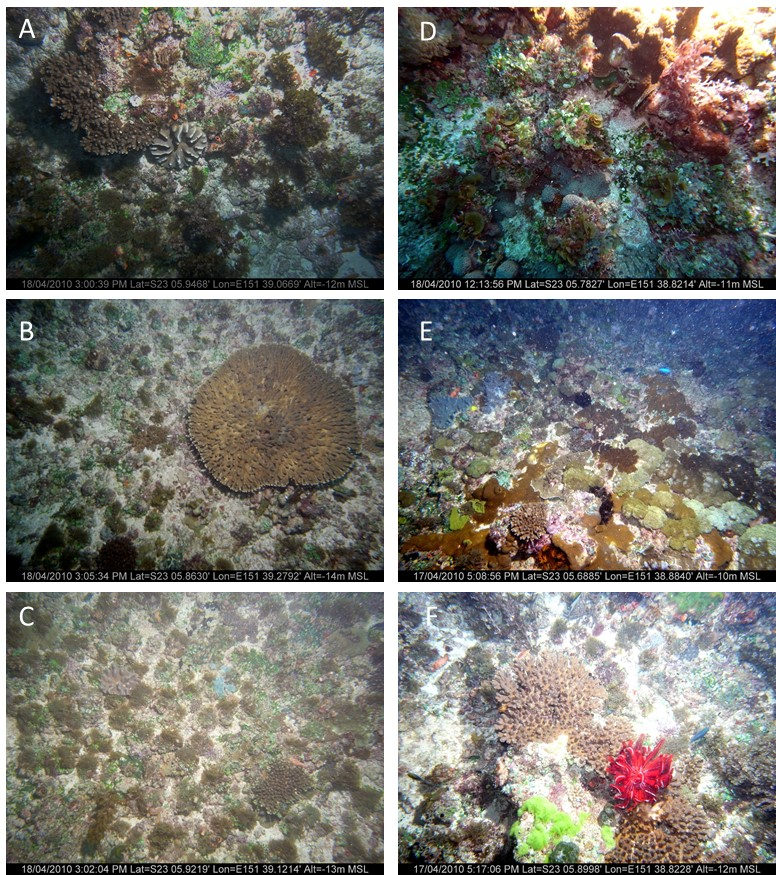 A
18/04/2010 3:00:39 PM Lat=S23 05.9468' Lon=E151 39.0669' Alt=-12m MSL
D
18/04/2010 12:13:56 PM Lat=S23 05.7827' Lon=E151 38.8214' Alt=-11m MSL
B
18/04/2010 3:05:34 PM Lat=S23 05.8630' Lon=E151 39.2792' Alt=-14m MSL
E
17/04/2010 5:08:56 PM Lat=S23 05.6885' Lon=E151 38.8840' Alt=-10m MSL
C
18/04/2010 3:02:04 PM Lat=S23 05.9219' Lon=E151 39.1214' Alt=-13m MSL
F
17/04/2010 5:17:06 PM Lat=S23 05.8998' Lon=E151 38.8228' Alt=-12m MSL